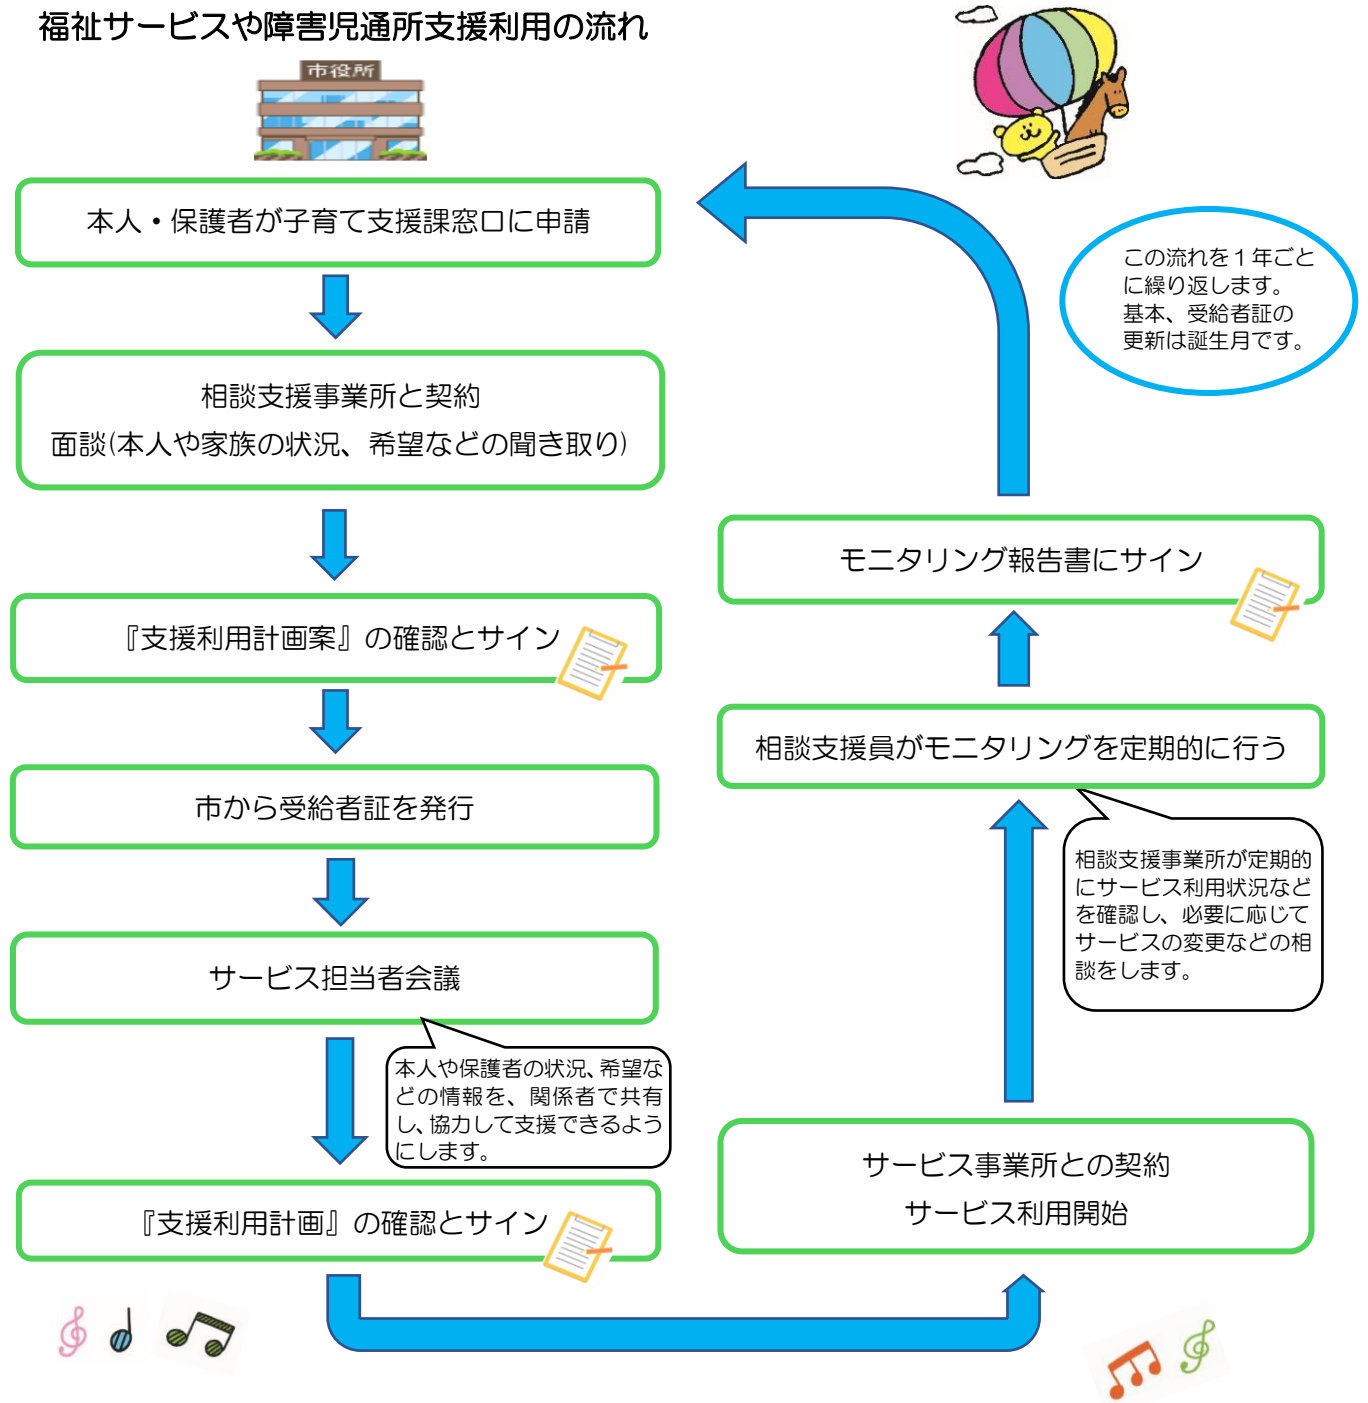 福祉サービスや障害児通所支援利用の流れ
市役所
本人・保護者が子育て支援課窓口に申請
相談支援事業所と契約
面談(本人や家族の状況、希望などの聞き取り)
『支援利用計画案』の確認とサイン
市から受給者証を発行
サービス担当者会議
本人や保護者の状況、希望な
どの情報を、関係者で共有
し、協力して支援できるよう
にします。
『支援利用計画』の確認とサイン
サービス事業所との契約
サービス利用開始
相談支援員がモニタリングを定期的に行う
相談支援事業所が定期的
にサービス利用状況など
を確認し、必要に応じて
サービスの変更などの相
談をします。
モニタリング報告書にサイン
この流れを１年ごと
に繰り返します。
基本、受給者証の
更新は誕生月です。